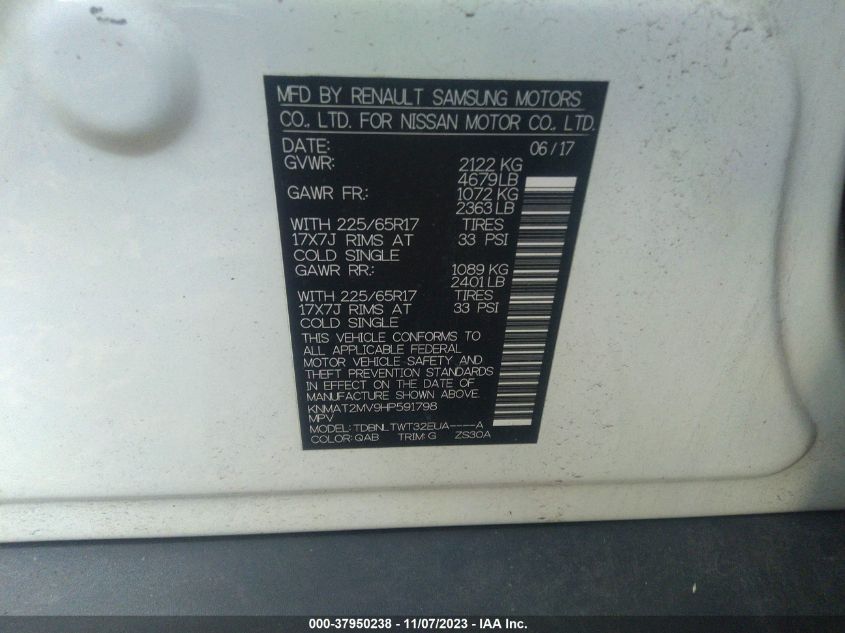 MFD BY RENAULT SAMSUNG MOTORS
CO., LTD. FOR NISSAN MOTOR CO., LTD.
DATE: 06/17
GVWR: 2122 KG
4679 LB
GAWR FR.: 1072 KG
2363 LB
WITH 225/65R17 TIRES
17X7J RIMS AT 33 PSI
COLD SINGLE
GAWR RR.: 1089 KG
2401 LB
WITH 225/65R17 TIRES
17X7J RIMS AT 33 PSI
COLD SINGLE
THIS VEHICLE CONFORMS TO
ALL APPLICABLE FEDERAL
MOTOR VEHICLE SAFETY AND
THEFT PREVENTION STANDARDS
IN EFFECT ON THE DATE OF
MANUFACTURE SHOWN ABOVE.
KNMAT2MV9HP591798
MPV
MODEL: TDBNLTWT32EUA----A
COLOR: QAB TRIM: G ZS30A
000-37950238 - 11/07/2023 - IAA Inc.